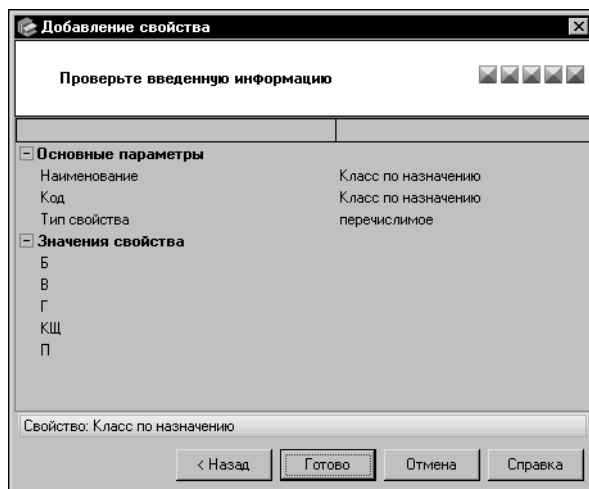 Добавление свойства
Проверьте введенную информацию
Основные параметры
Наименование Класс по назначению
Код Класс по назначению
Тип свойства перечислимое
Значения свойства
Б
В
Г
КЩ
П
Свойство: Класс по назначению
< Назад Готово Отмена Справка